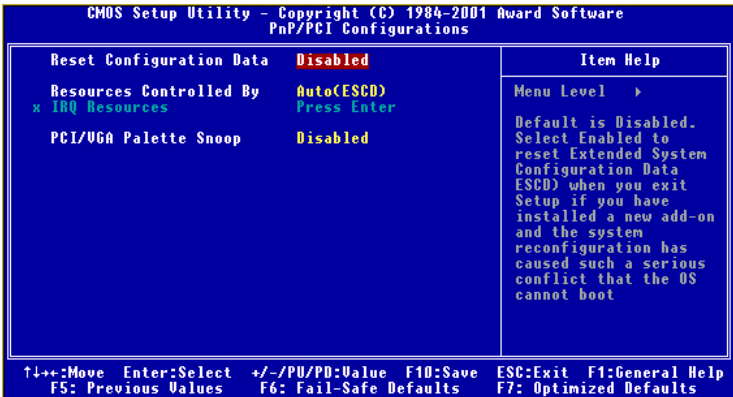 CMOS Setup Utility - Copyright (C) 1984-2001 Award Software
PnP/PCI Configurations
Reset Configuration Data Disabled
Resources Controlled By Auto(ESCD)
x IRQ Resources Press Enter
PCI/VGA Palette Snoop Disabled
Item Help
Menu Level ▸
Default is Disabled.
Select Enabled to
reset Extended System
Configuration Data
ESCD) when you exit
Setup if you have
installed a new add-on
and the system
reconfiguration has
caused such a serious
conflict that the OS
cannot boot
↑↓→←:Move Enter:Select +/-/PU/PD:Value F10:Save ESC:Exit F1:General Help
F5: Previous Values F6: Fail-Safe Defaults F7: Optimized Defaults